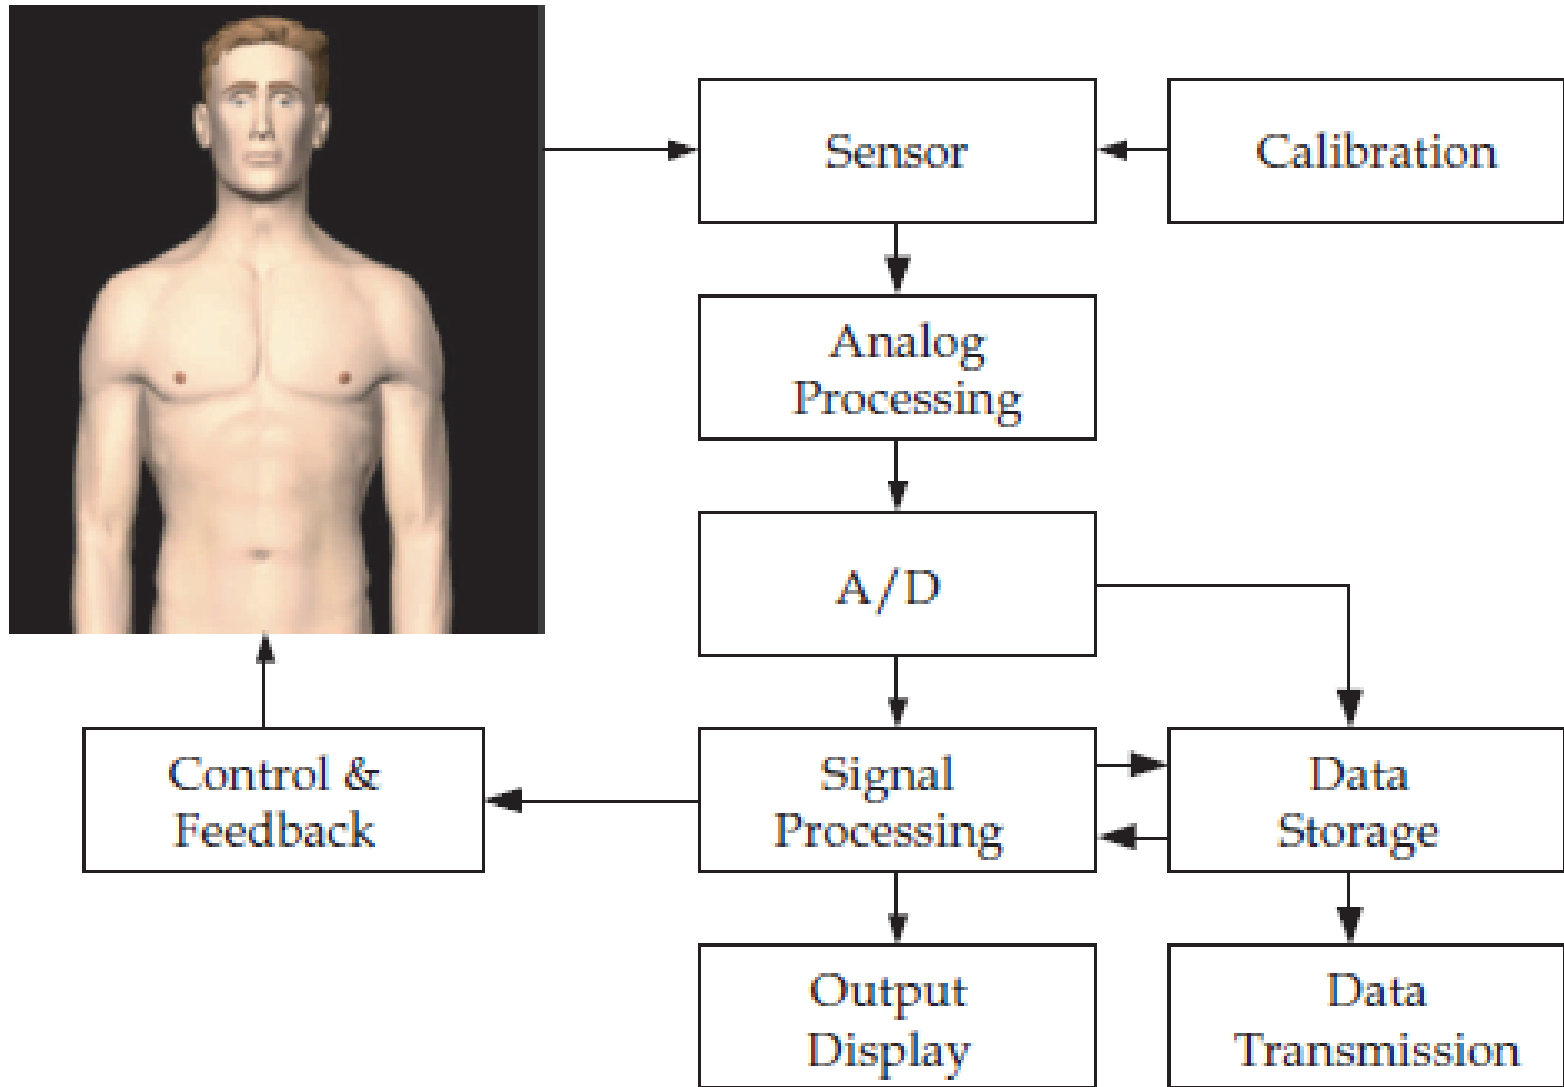 Sensor
Calibration
Analog
Processing
A/D
Control &
Feedback
Signal
Processing
Data
Storage
Output
Display
Data
Transmission